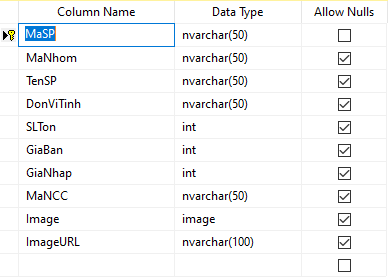 Column Name Data Type Allow Nulls
MaSP nvarchar(50)
MaNhom nvarchar(50)
TenSP nvarchar(50)
DonViTinh nvarchar(50)
SLTon int
GiaBan int
GiaNhap int
MaNCC nvarchar(50)
Image image
ImageURL nvarchar(100)